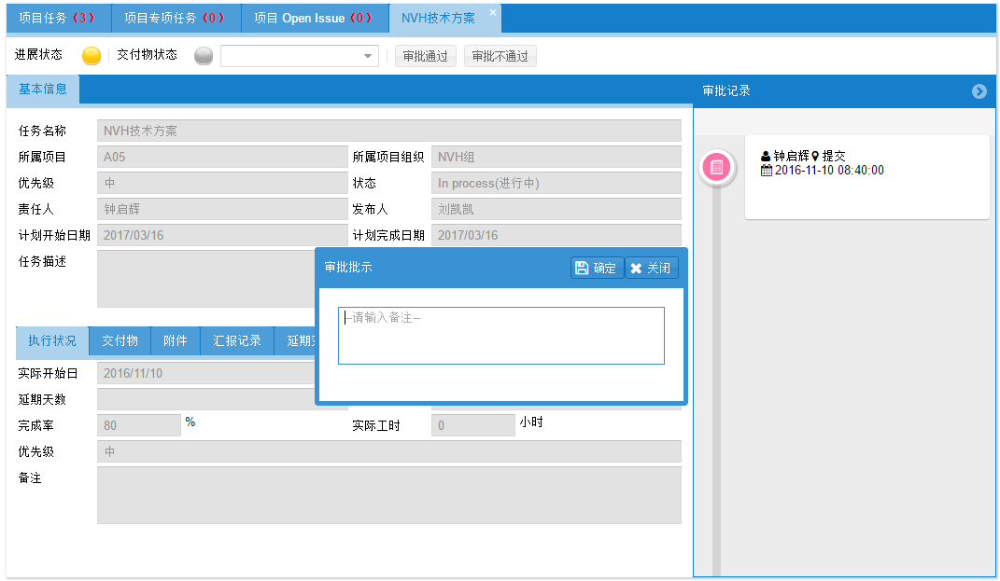 项目任务（3） 项目专项任务（0） 项目 Open Issue（0） NVH技术方案
进展状态 交付物状态 审批通过 审批不通过
基本信息 审批记录
任务名称 NVH技术方案
所属项目 A05 所属项目组织 NVH组
优先级 中 状态 In process(进行中)
责任人 钟启辉 发布人 刘凯凯
计划开始日期 2017/03/16 计划完成日期 2017/03/16
任务描述
钟启辉 提交
2016-11-10 08:40:00
审批批示 确定 关闭
--请输入备注--
执行状况 交付物 附件 汇报记录 延期
实际开始日 2016/11/10
延期天数
完成率 80 % 实际工时 0 小时
优先级 中
备注